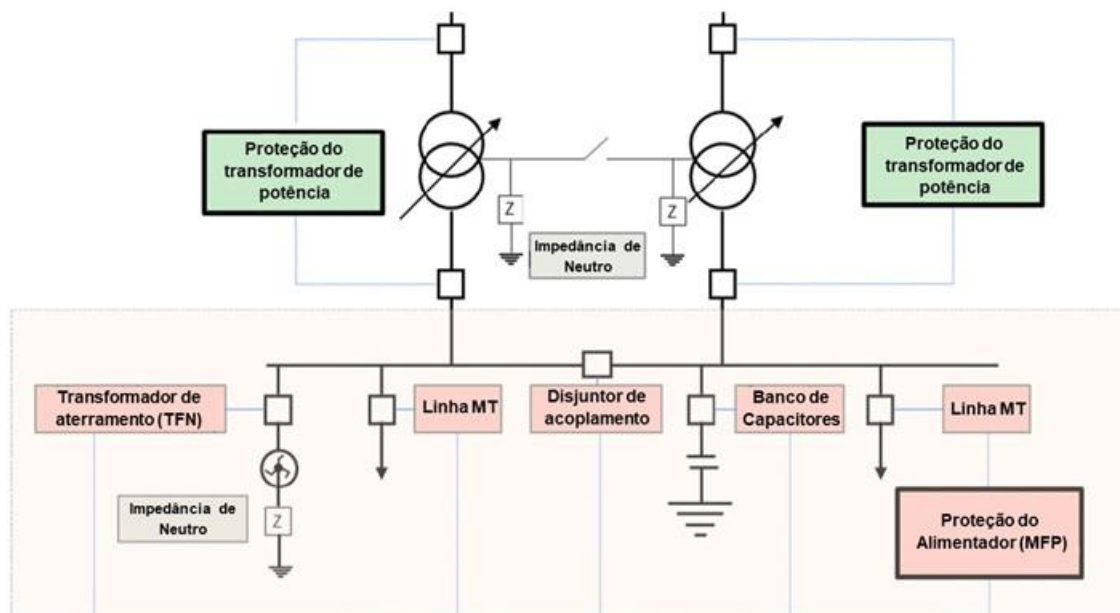 Proteção do
transformador de
potência
Proteção do
transformador de
potência
Z
Z
Impedância de
Neutro
Transformador de
aterramento (TFN)
Linha MT
Disjuntor de
acoplamento
Banco de
Capacitores
Linha MT
Impedância de
Neutro
Z
Proteção do
Alimentador (MFP)